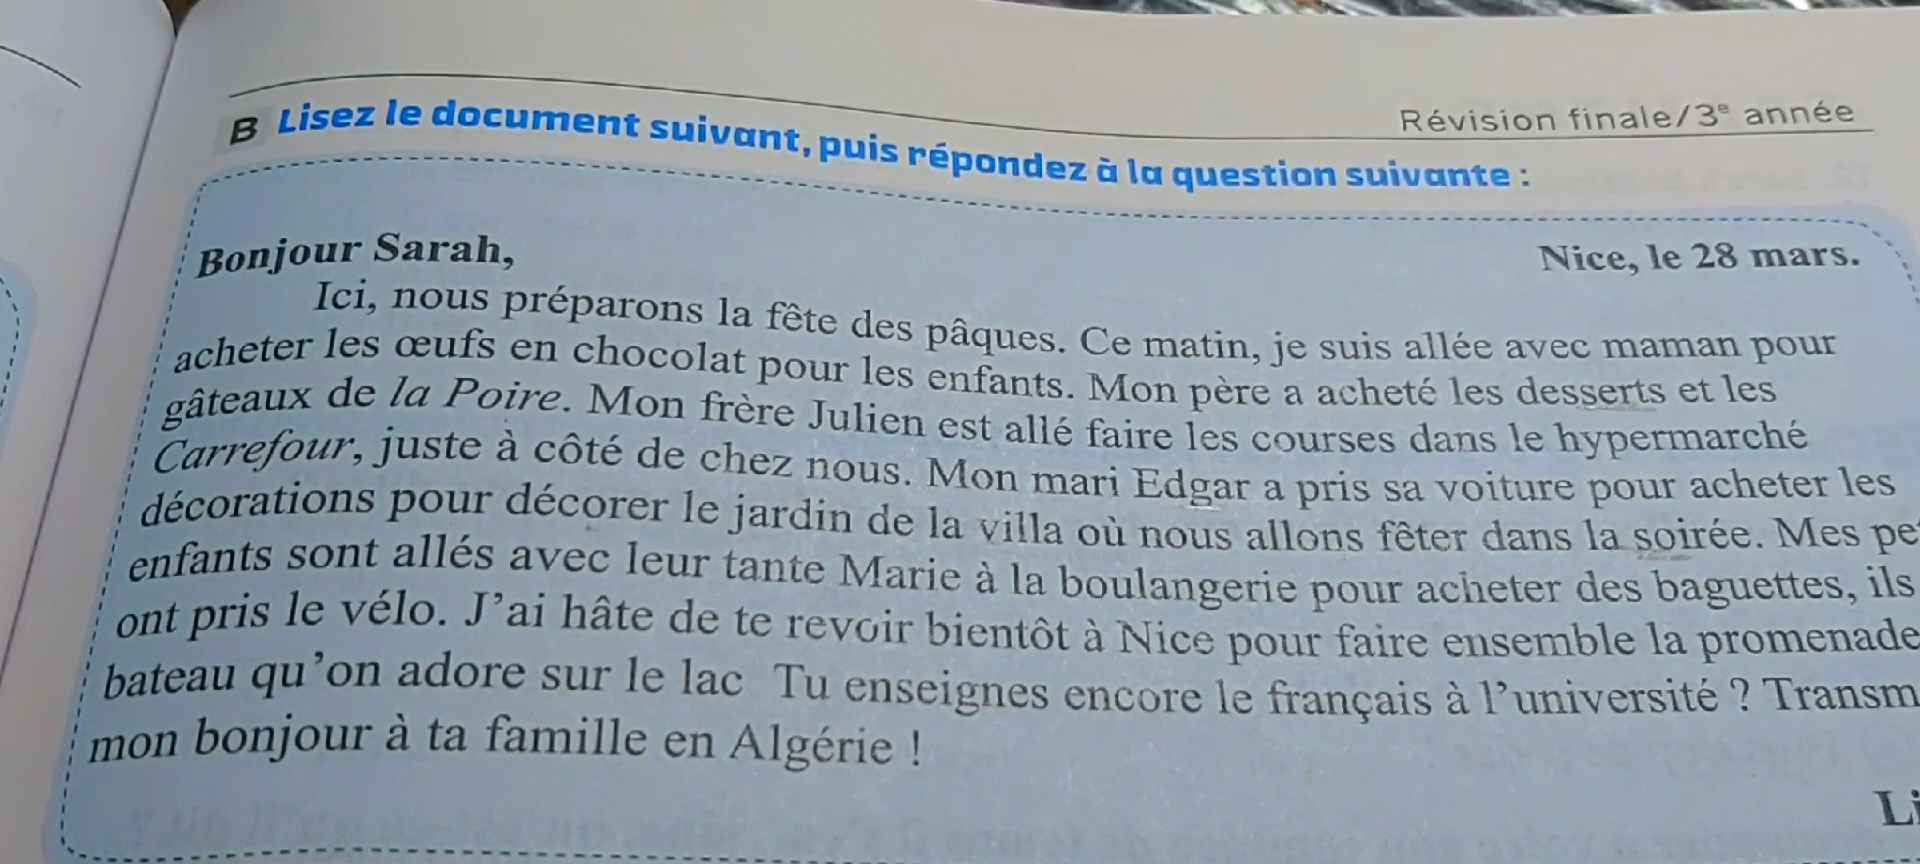 Révision finale/3e année
B Lisez le document suivant, puis répondez à la question suivante :
Nice, le 28 mars.
Bonjour Sarah,
Ici, nous préparons la fête des pâques. Ce matin, je suis allée avec maman pour
acheter les œufs en chocolat pour les enfants. Mon père a acheté les desserts et les
gâteaux de la Poire. Mon frère Julien est allé faire les courses dans le hypermarché
Carrefour, juste à côté de chez nous. Mon mari Edgar a pris sa voiture pour acheter les
décorations pour décorer le jardin de la villa où nous allons fêter dans la soirée. Mes
enfants sont allés avec leur tante Marie à la boulangerie pour acheter des baguettes, ils
ont pris le vélo. J'ai hâte de te revoir bientôt à Nice pour faire ensemble la promenade
bateau qu'on adore sur le lac Tu enseignes encore le français à l'université ?
mon bonjour à ta famille en Algérie !